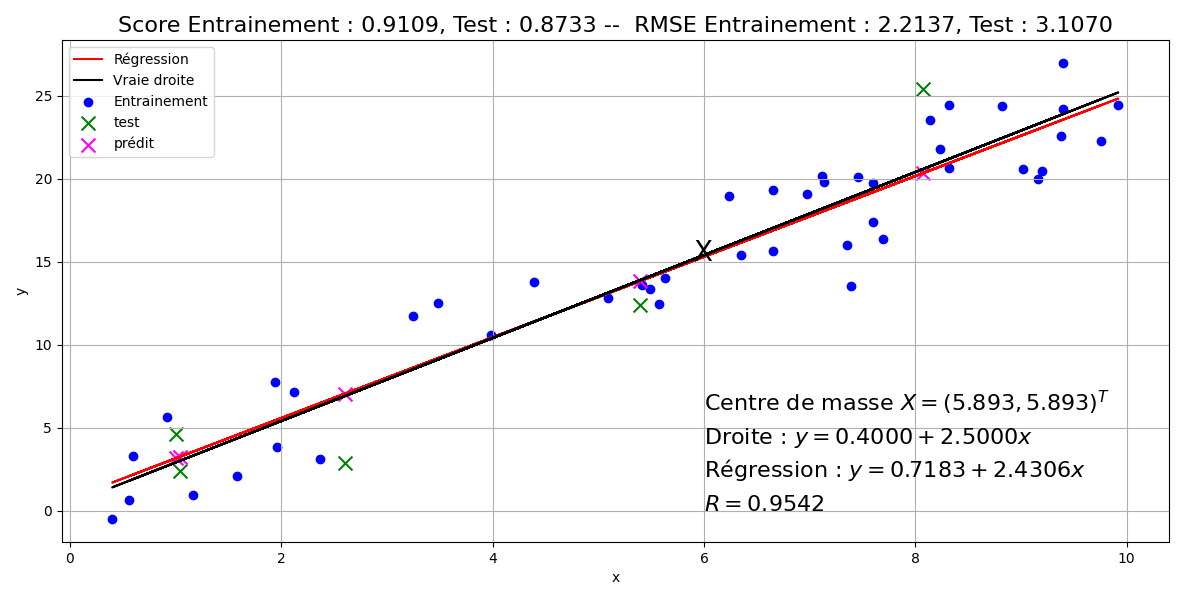 Score Entrainement : 0.9109, Test : 0.8733 --  RMSE Entrainement : 2.2137, Test : 3.1070
Régression
Vraie droite
Entrainement
test
prédit
25
20
15
10
5
0
y
X
Centre de masse X = (5.893, 5.893)^T
Droite : y = 0.4000 + 2.5000x
Régression : y = 0.7183 + 2.4306x
R = 0.9542
0 2 4 6 8 10
x